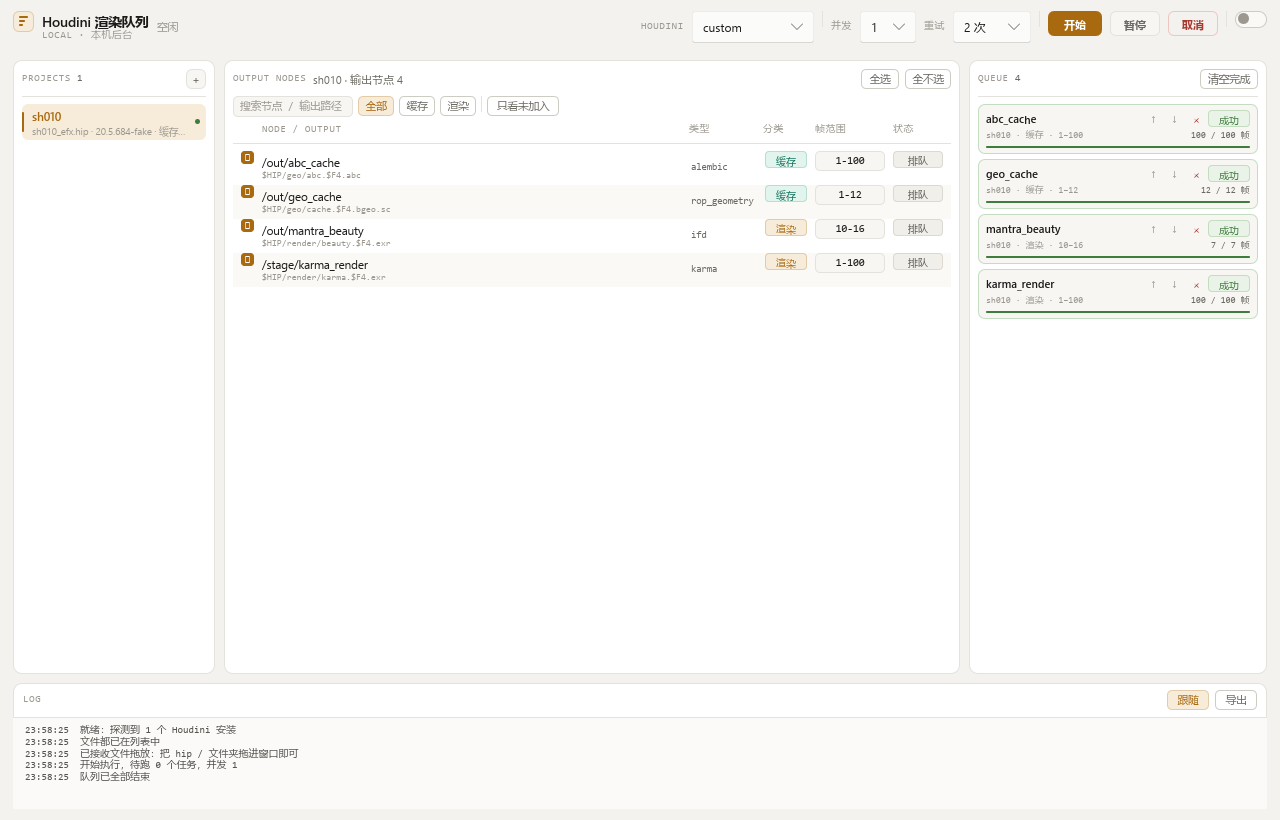 Houdini 渲染队列
空闲
LOCAL · 本机后台
HOUDINI
custom
并发
1
重试
2 次
开始
暂停
取消
PROJECTS 1
+
sh010
sh010_efx.hip · 20.5.684-fake · 缓存...
OUTPUT NODES sh010 · 输出节点 4
全选
全不选
搜索节点 / 输出路径
全部
缓存
渲染
只看未加入
NODE / OUTPUT
类型
分类
帧范围
状态
/out/abc_cache
$HIP/geo/abc.$F4.abc
alembic
缓存
1-100
排队
/out/geo_cache
$HIP/geo/cache.$F4.bgeo.sc
rop_geometry
缓存
1-12
排队
/out/mantra_beauty
$HIP/render/beauty.$F4.exr
ifd
渲染
10-16
排队
/stage/karma_render
$HIP/render/karma.$F4.exr
karma
渲染
1-100
排队
QUEUE 4
清空完成
abc_cache ↑ ↓ × 成功
sh010 · 缓存 · 1-100 100 / 100 帧
geo_cache ↑ ↓ × 成功
sh010 · 缓存 · 1-12 12 / 12 帧
mantra_beauty ↑ ↓ × 成功
sh010 · 渲染 · 10-16 7 / 7 帧
karma_render ↑ ↓ × 成功
sh010 · 渲染 · 1-100 100 / 100 帧
LOG
跟随
导出
23:58:25 就绪: 探测到 1 个 Houdini 安装
23:58:25 文件都已在列表中
23:58:25 已接收文件拖放: 把 hip / 文件夹拖进窗口即可
23:58:25 开始执行, 待跑 0 个任务, 并发 1
23:58:25 队列已全部结束